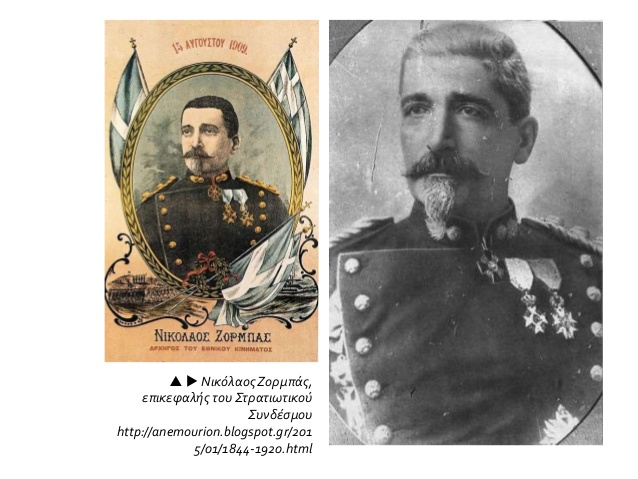 15 ΑΥΓΟΥΣΤΟΥ 1909.
ΝΙΚΟΛΑΟΣ ΖΟΡΜΠΑΣ
ΑΡΧΗΓΟΣ ΤΟΥ ΕΘΝΙΚΟΥ ΚΙΝΗΜΑΤΟΣ
▲ ▶ Νικόλαος Ζορμπάς,
επικεφαλής του Στρατιωτικού
Συνδέσμου
http://anemourion.blogspot.gr/201
5/01/1844-1920.html